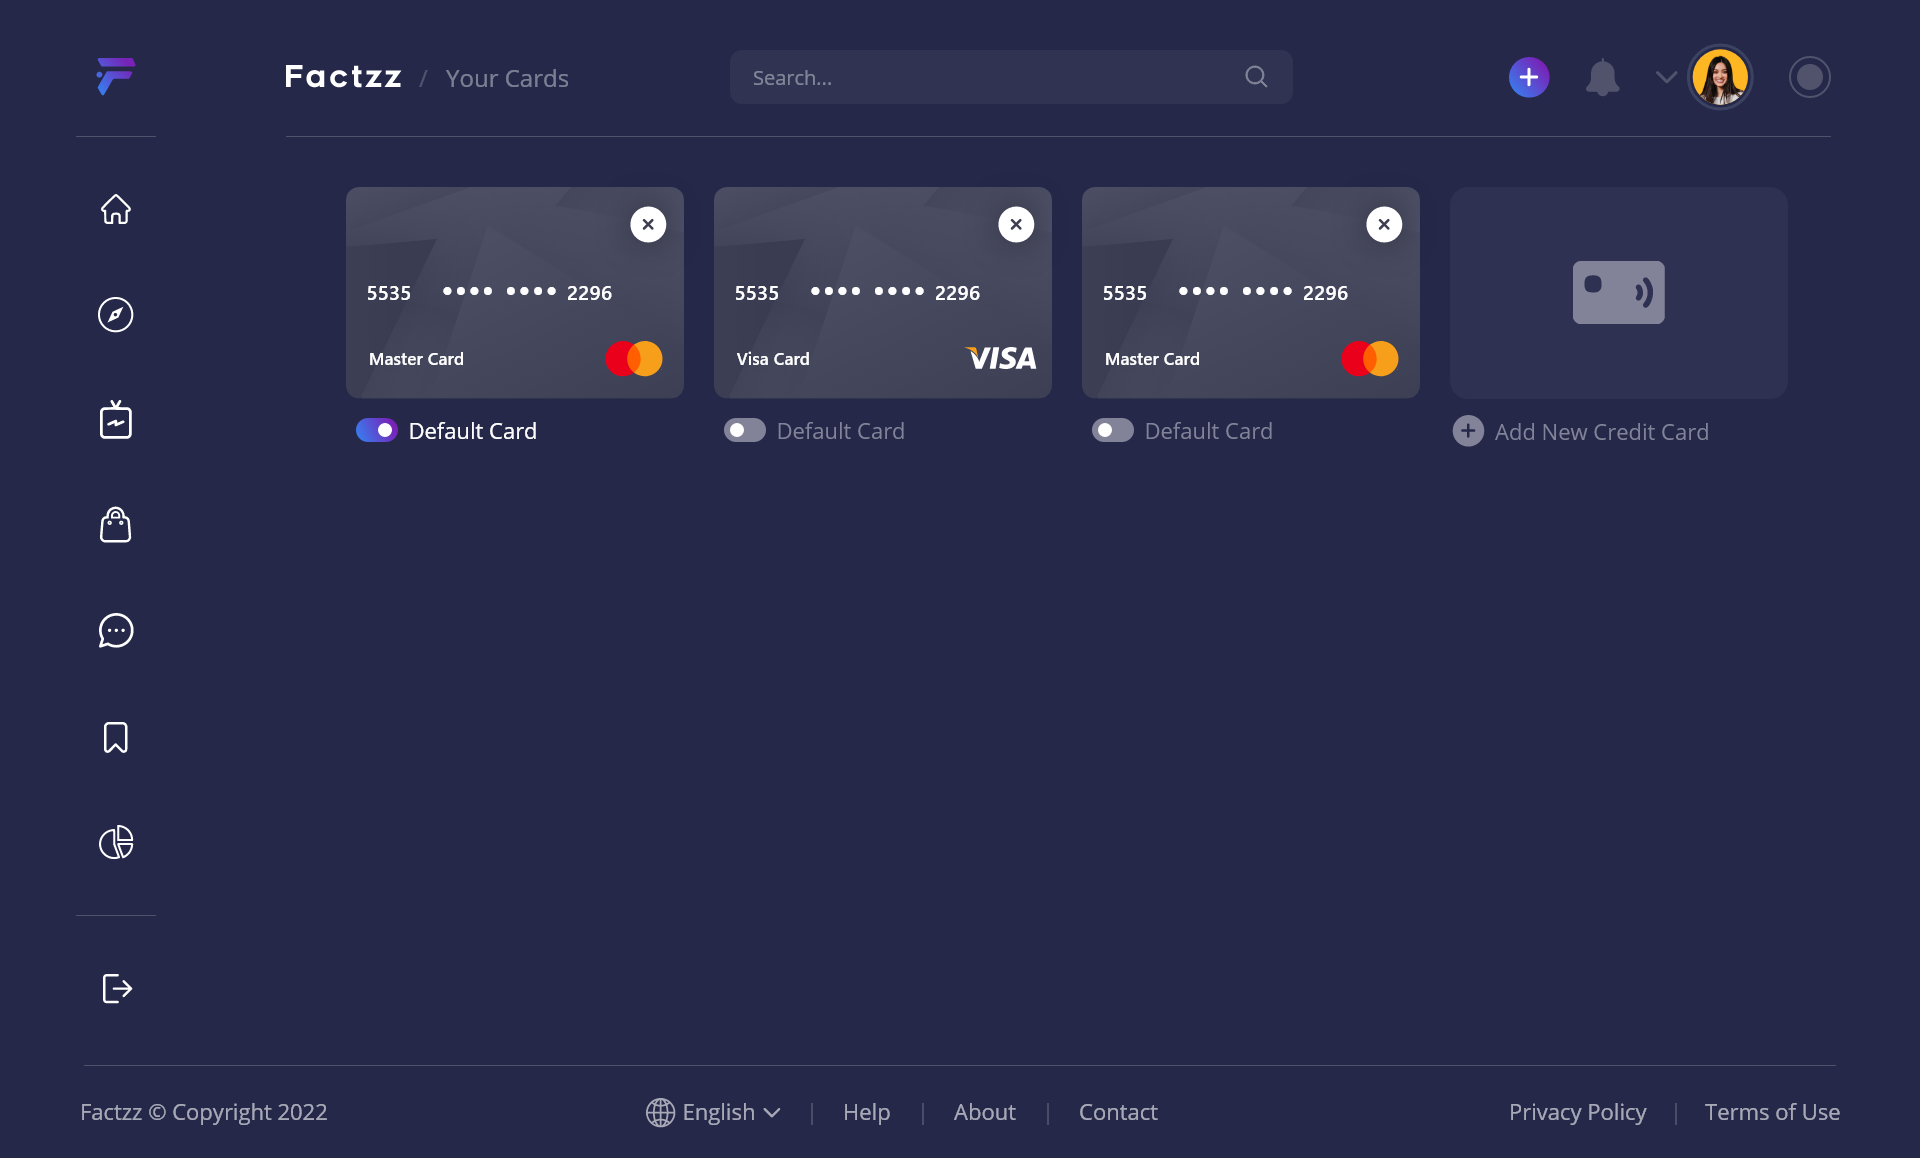 Factzz / Your Cards
Search...
5535 •••• •••• 2296
Master Card
Default Card
5535 •••• •••• 2296
Visa Card VISA
Default Card
5535 •••• •••• 2296
Master Card
Default Card
Add New Credit Card
Factzz © Copyright 2022
English | Help | About | Contact
Privacy Policy | Terms of Use